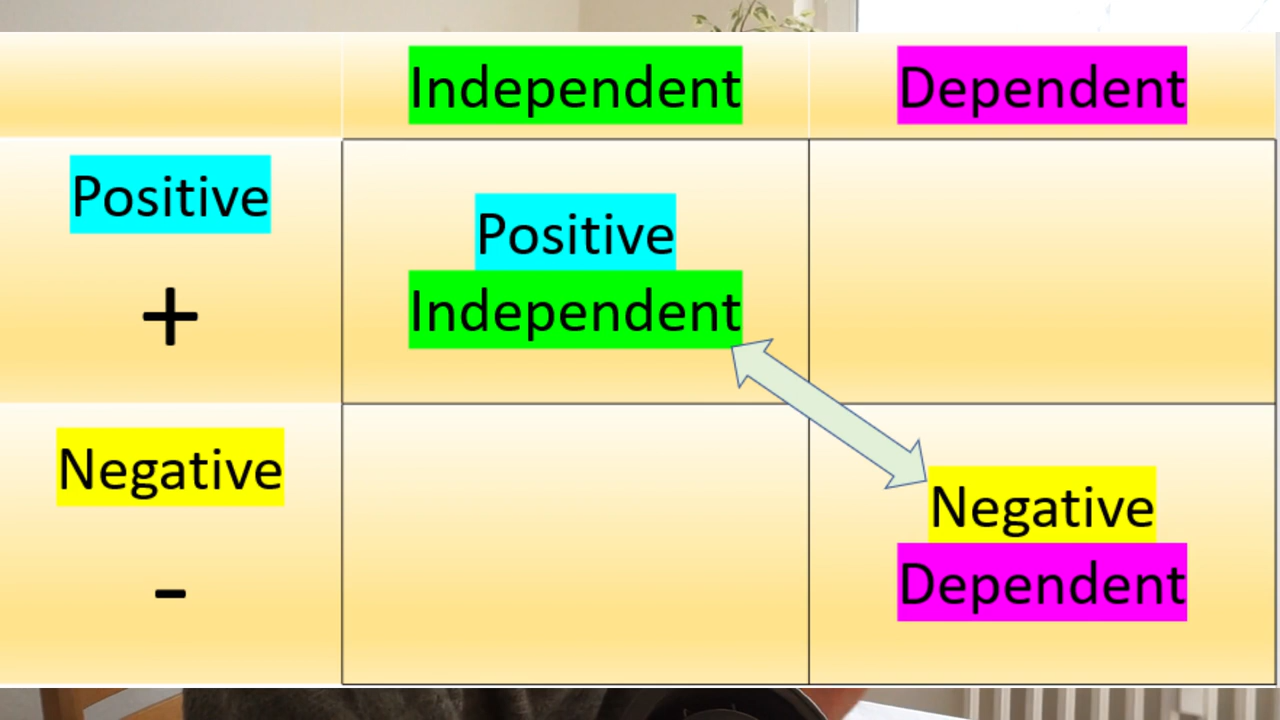 Independent
Dependent
Positive
+
Positive
Independent
Negative
-
Negative
Dependent